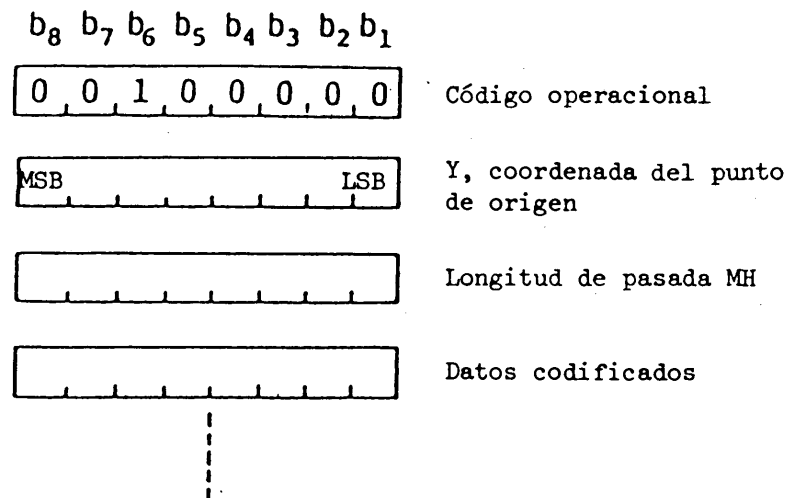 b8 b7 b6 b5 b4 b3 b2 b1
0 0 1 0 0 0 0 0 Código operacional
MSB LSB Y, coordenada del punto
de origen
Longitud de pasada MH
Datos codificados